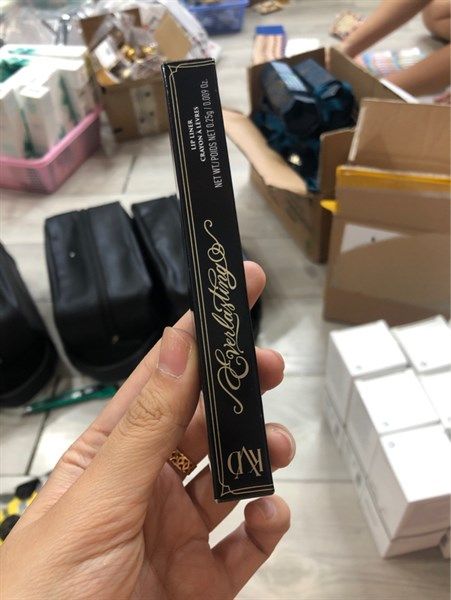 LIP LINER
CRAYON À LÈVRES
NET WT./POIDS NET 0.25g / 0.009 Oz.
Everlasting
KVD